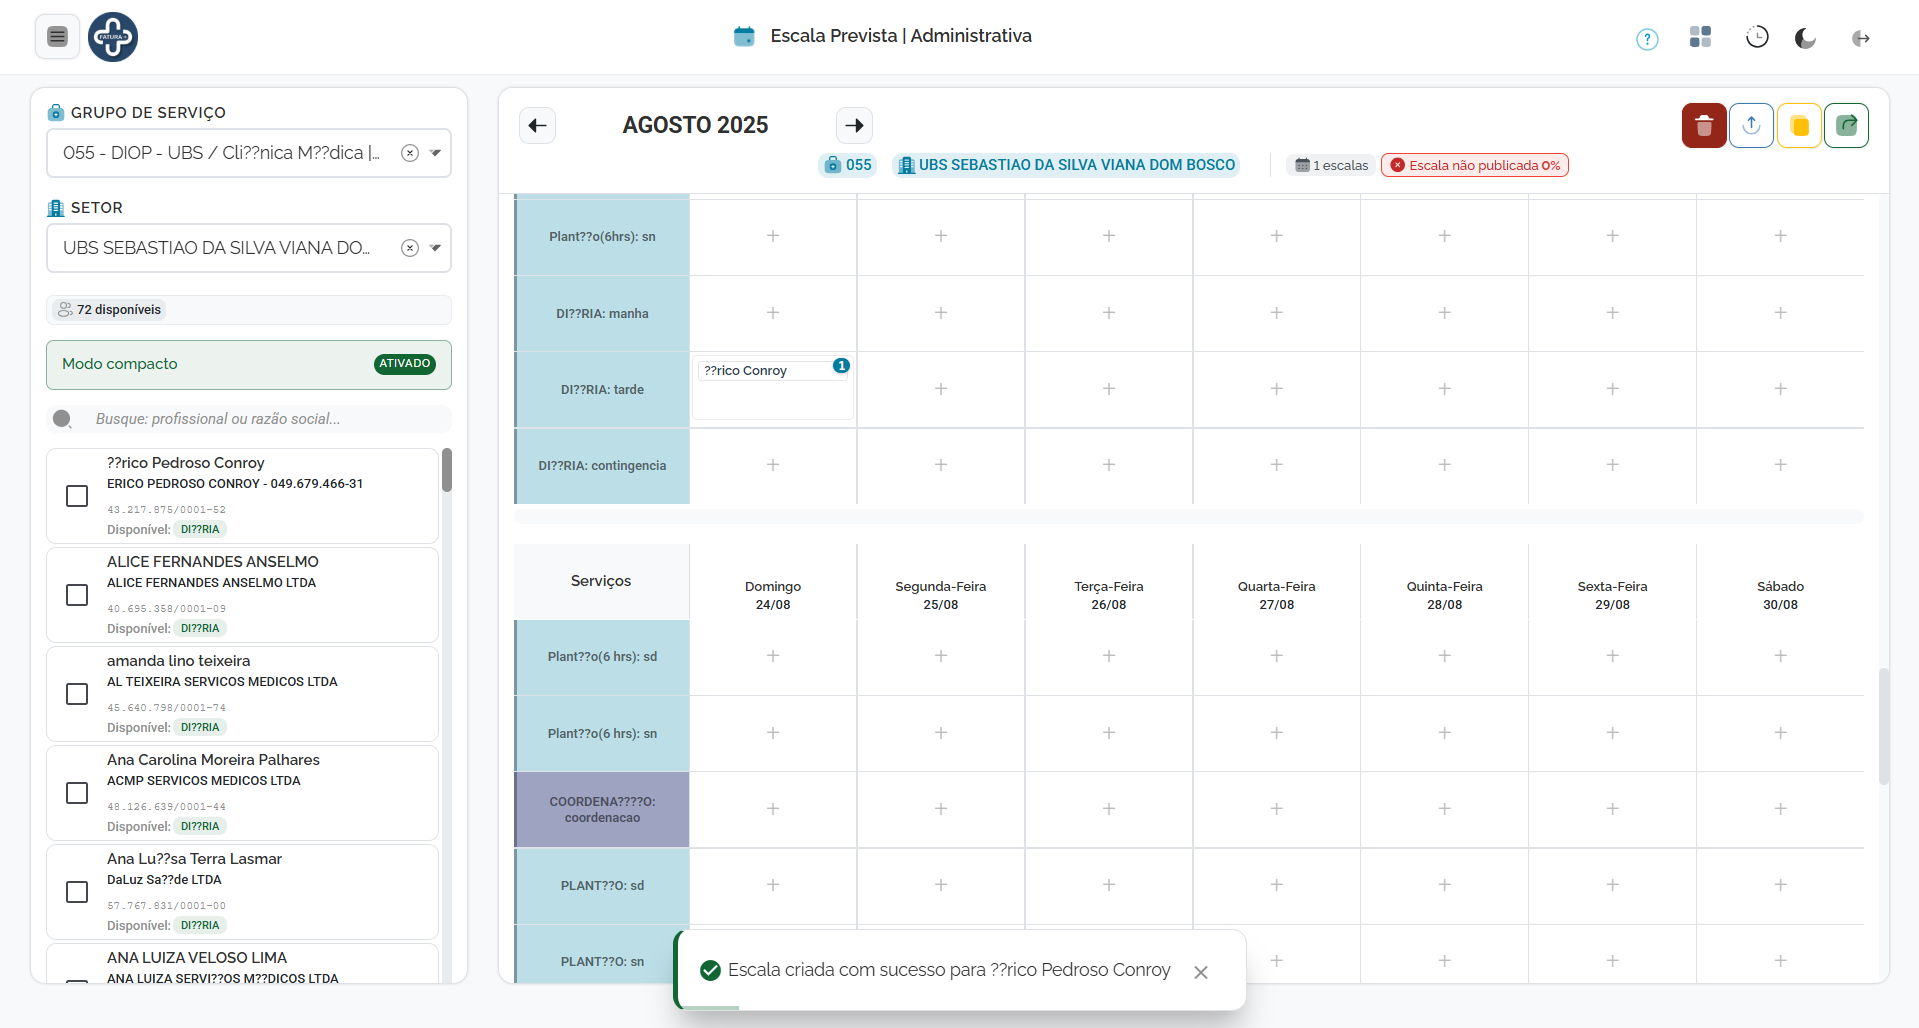 FATURA+
Escala Prevista | Administrativa
GRUPO DE SERVIÇO
055 - DIOP - UBS / Cli??nica M??dica |...
SETOR
UBS SEBASTIAO DA SILVA VIANA DO...
72 disponíveis
Modo compacto
ATIVADO
Busque: profissional ou razão social...
??rico Pedroso Conroy
ERICO PEDROSO CONROY - 049.679.466-31
43.217.875/0001-52
Disponível: DI??RIA
ALICE FERNANDES ANSELMO
ALICE FERNANDES ANSELMO LTDA
40.695.358/0001-09
Disponível: DI??RIA
amanda lino teixeira
AL TEIXEIRA SERVICOS MEDICOS LTDA
45.640.798/0001-74
Disponível: DI??RIA
Ana Carolina Moreira Palhares
ACMP SERVICOS MEDICOS LTDA
48.126.639/0001-44
Disponível: DI??RIA
Ana Lu??sa Terra Lasmar
DaLuz Sa??de LTDA
57.767.831/0001-00
Disponível: DI??RIA
ANA LUIZA VELOSO LIMA
ANA LUIZA SERVI??OS M??DICOS LTDA
AGOSTO 2025
055
UBS SEBASTIAO DA SILVA VIANA DOM BOSCO
1 escalas
Escala não publicada 0%
Plant??o(6hrs): sn
DI??RIA: manha
DI??RIA: tarde
??rico Conroy
1
DI??RIA: contingencia
Serviços
Domingo
24/08
Segunda-Feira
25/08
Terça-Feira
26/08
Quarta-Feira
27/08
Quinta-Feira
28/08
Sexta-Feira
29/08
Sábado
30/08
Plant??o(6 hrs): sd
Plant??o(6 hrs): sn
COORDENA????O:
coordenacao
PLANT??O: sd
PLANT??O: sn
Escala criada com sucesso para ??rico Pedroso Conroy